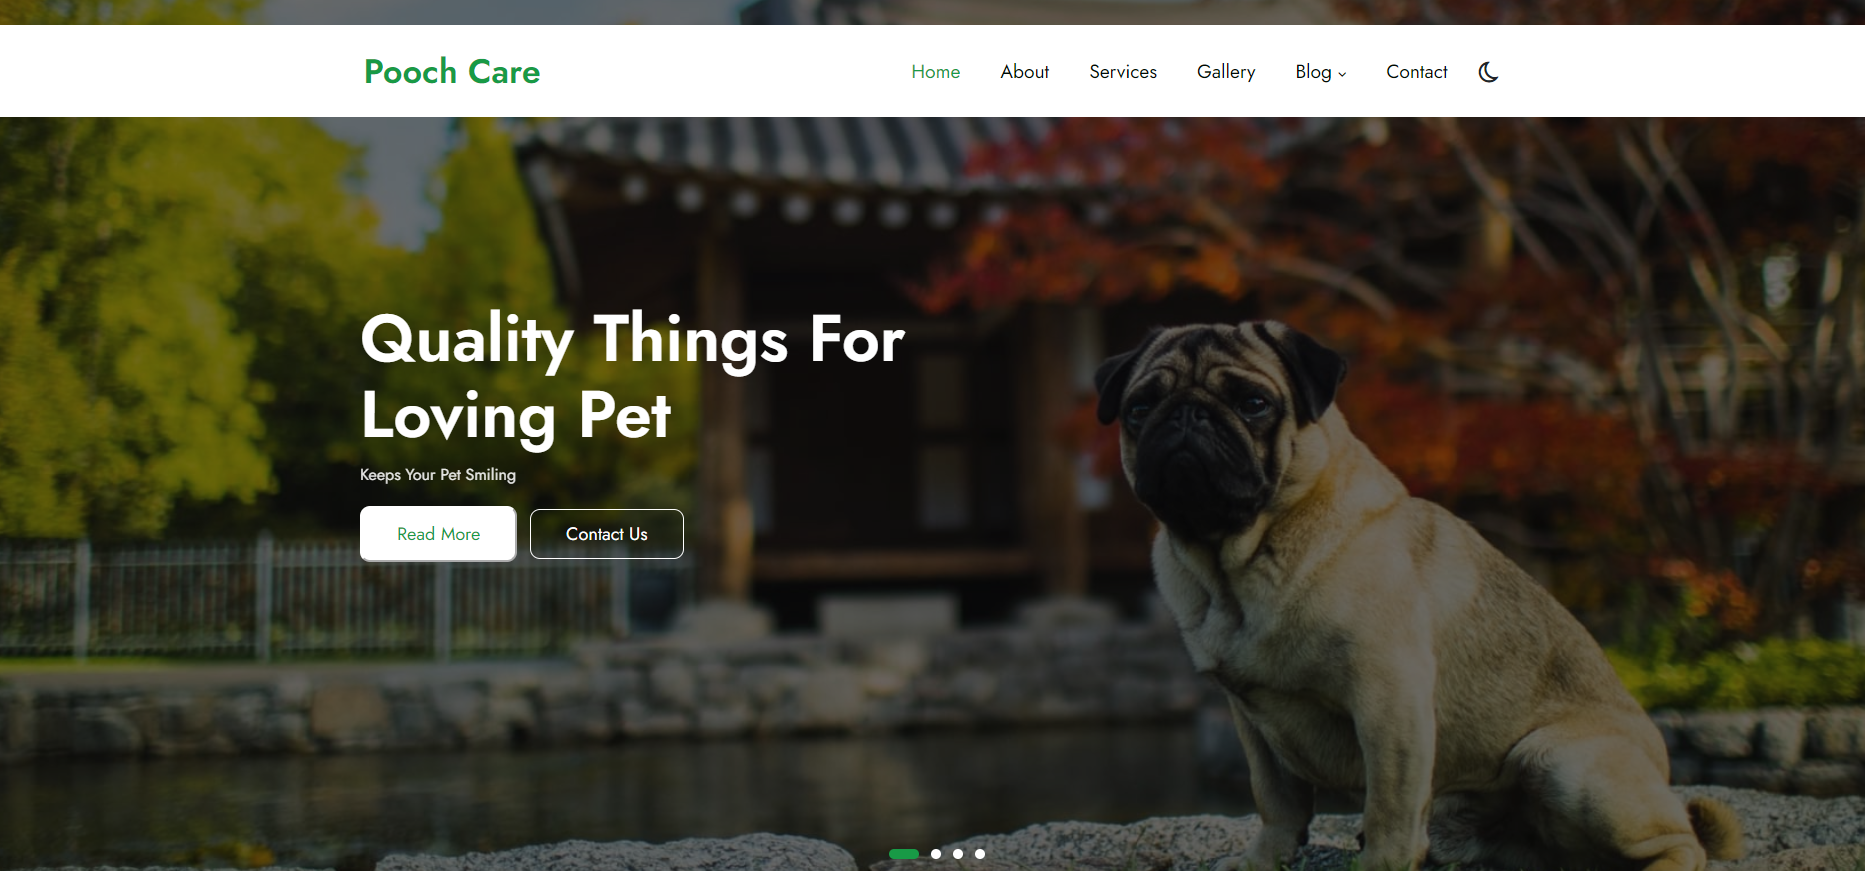 Pooch Care
Home About Services Gallery Blog Contact
Quality Things For
Loving Pet
Keeps Your Pet Smiling
Read More Contact Us